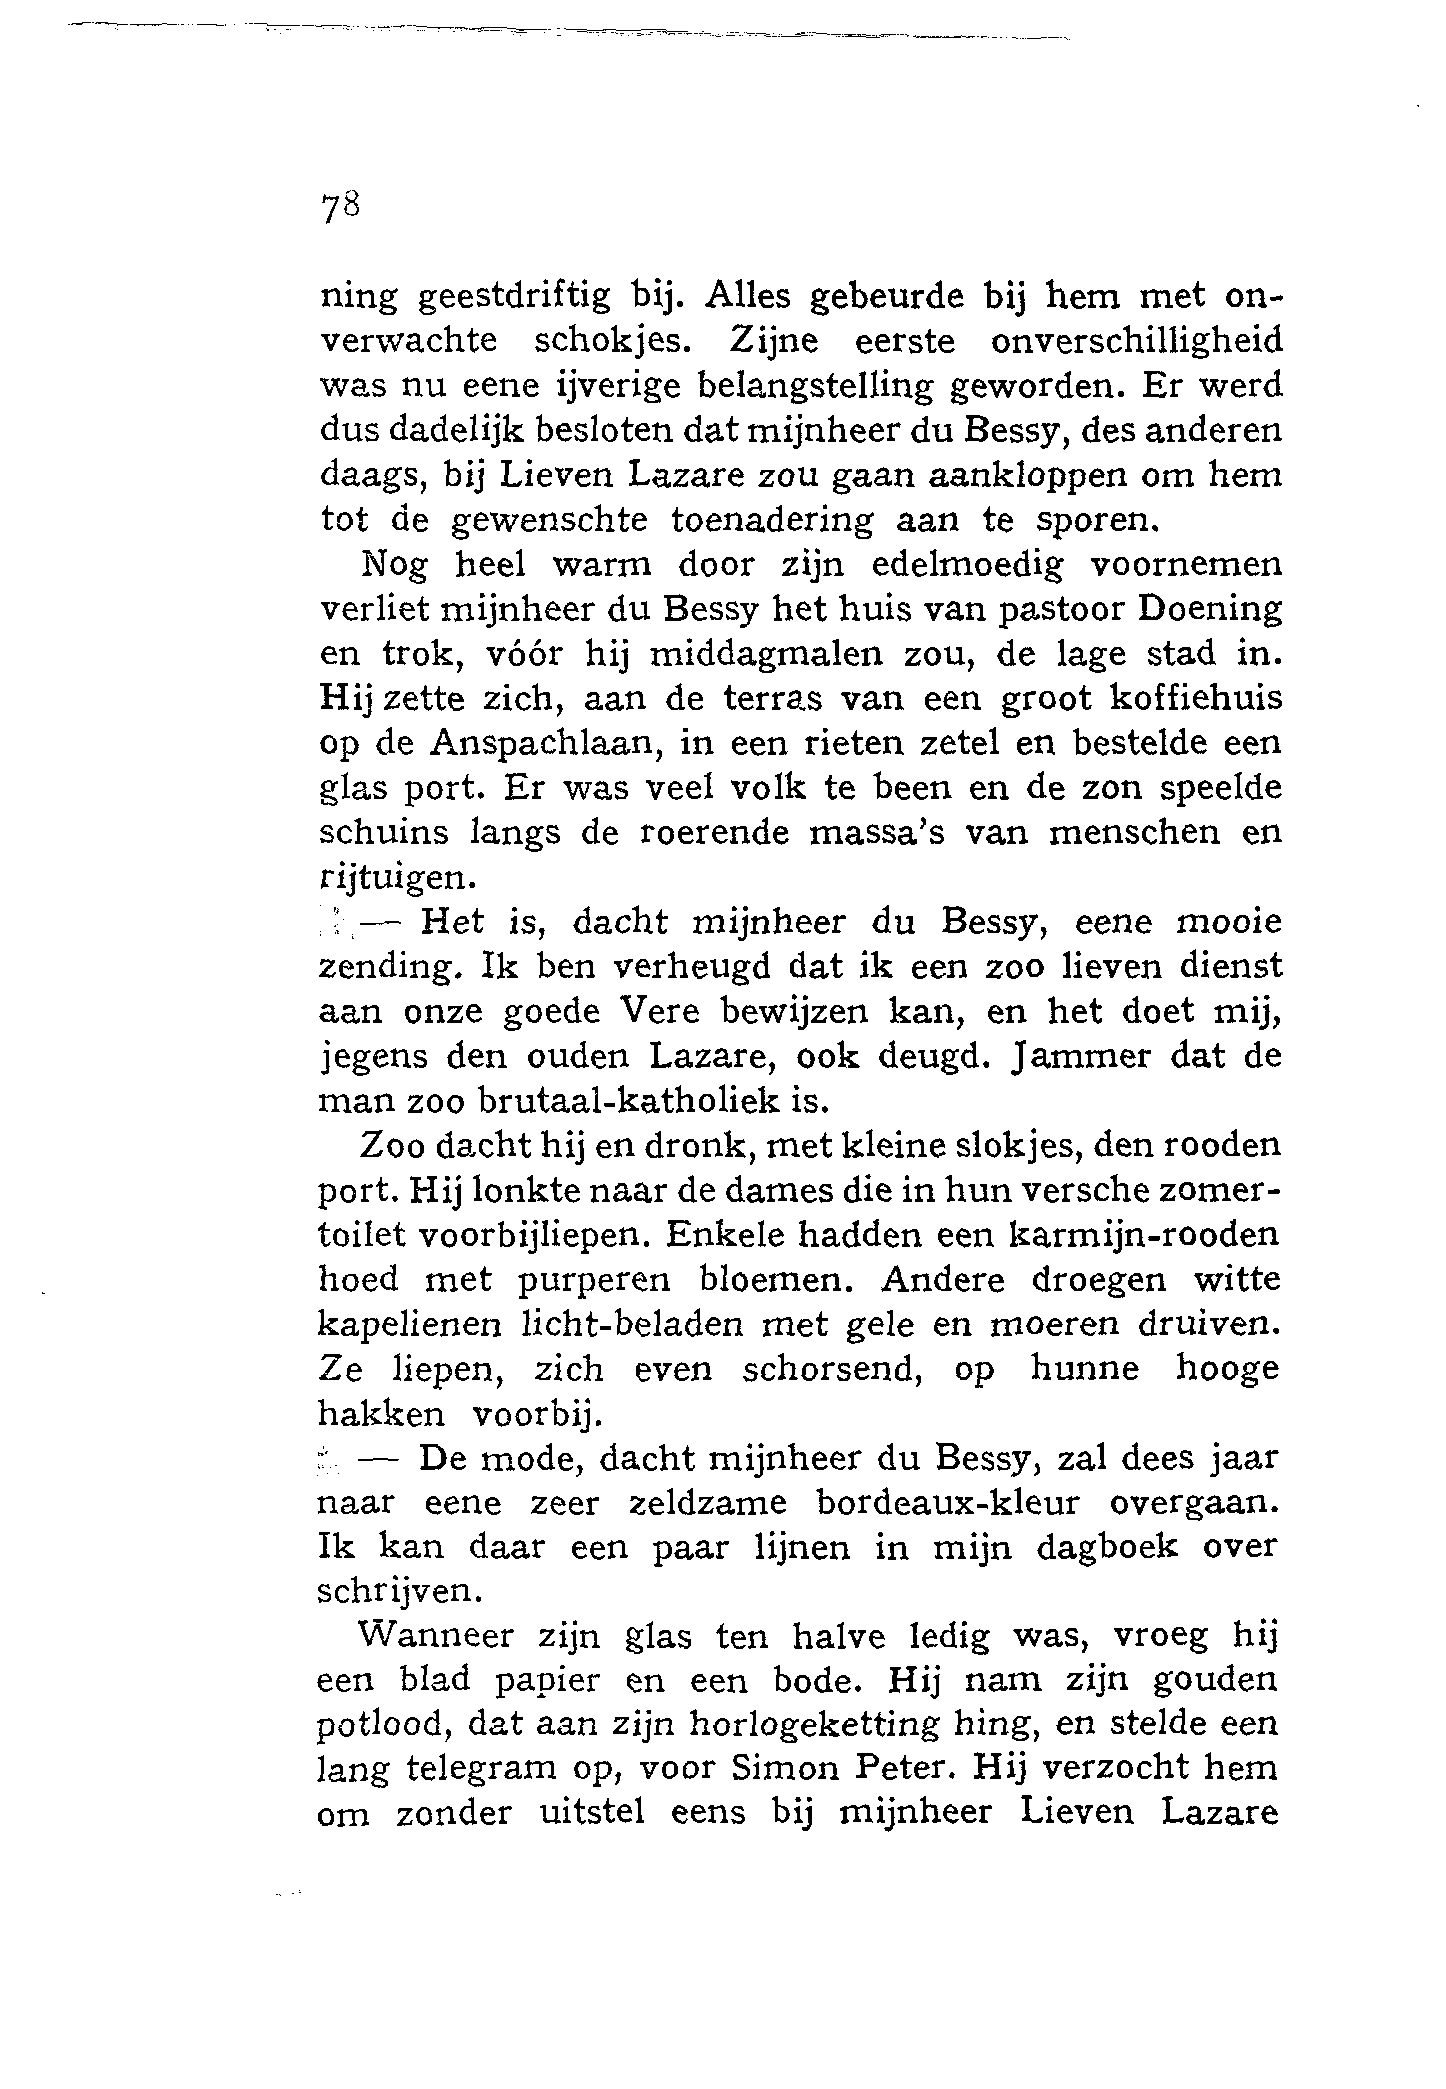 78
ning geestdriftig bij. Alles gebeurde bij hem met on-
verwachte schokjes. Zijne eerste onverschilligheid
was nu eene ijverige belangstelling geworden. Er werd
dus dadelijk besloten dat mijnheer du Bessy, des anderen
daags, bij Lieven Lazare zou gaan aankloppen om hem
tot de gewenschte toenadering aan te sporen.
Nog heel warm door zijn edelmoedig voornemen
verliet mijnheer du Bessy het huis van pastoor Doening
en trok, vóór hij middagmalen zou, de lage stad in.
Hij zette zich, aan de terras van een groot koffiehuis
op de Anspachlaan, in een rieten zetel en bestelde een
glas port. Er was veel volk te been en de zon speelde
schuins langs de roerende massa's van menschen en
rijtuigen.
— Het is, dacht mijnheer du Bessy, eene mooie
zending. Ik ben verheugd dat ik een zoo lieven dienst
aan onze goede Vere bewijzen kan, en het doet mij,
jegens den ouden Lazare, ook deugd. Jammer dat de
man zoo brutaal-katholiek is.
Zoo dacht hij en dronk, met kleine slokjes, den rooden
port. Hij lonkte naar de dames die in hun versche zomer-
toilet voorbijliepen. Enkele hadden een karmijn-rooden
hoed met purperen bloemen. Andere droegen witte
kapelienen licht-beladen met gele en moeren druiven.
Ze liepen, zich even schorsend, op hunne hooge
hakken voorbij.
— De mode, dacht mijnheer du Bessy, zal dees jaar
naar eene zeer zeldzame bordeaux-kleur overgaan.
Ik kan daar een paar lijnen in mijn dagboek over
schrijven.
Wanneer zijn glas ten halve ledig was, vroeg hij
een blad papier en een bode. Hij nam zijn gouden
potlood, dat aan zijn horlogeketting hing, en stelde een
lang telegram op, voor Simon Peter. Hij verzocht hem
om zonder uitstel eens bij mijnheer Lieven Lazare